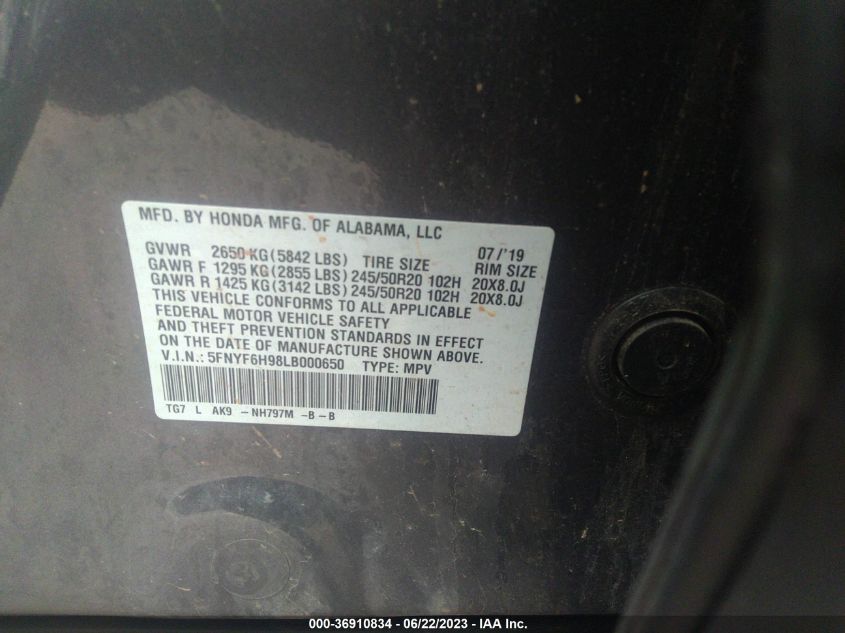 MFD. BY HONDA MFG. OF ALABAMA, LLC
GVWR 2650 KG (5842 LBS) TIRE SIZE 07/'19 RIM SIZE
GAWR F 1295 KG (2855 LBS) 245/50R20 102H 20X8.0J
GAWR R 1425 KG (3142 LBS) 245/50R20 102H 20X8.0J
THIS VEHICLE CONFORMS TO ALL APPLICABLE
FEDERAL MOTOR VEHICLE SAFETY
AND THEFT PREVENTION STANDARDS IN EFFECT
ON THE DATE OF MANUFACTURE SHOWN ABOVE.
V.I.N.: 5FNYF6H98LB000650 TYPE: MPV
TG7 L AK9 - NH797M -B-B
000-36910834 - 06/22/2023 - IAA Inc.